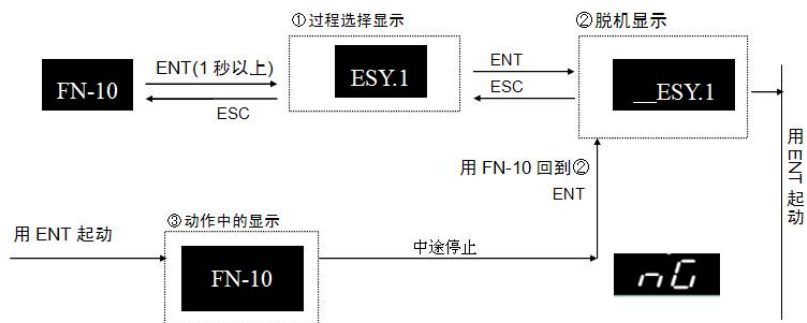 ①过程选择显示
②脱机显示
FN-10
ENT(1 秒以上)
ESC
ESY.1
ENT
ESC
__ESY.1
用 ENT 起动
用 FN-10 回到②
ENT
③动作中的显示
用 ENT 起动
FN-10
中途停止
nG